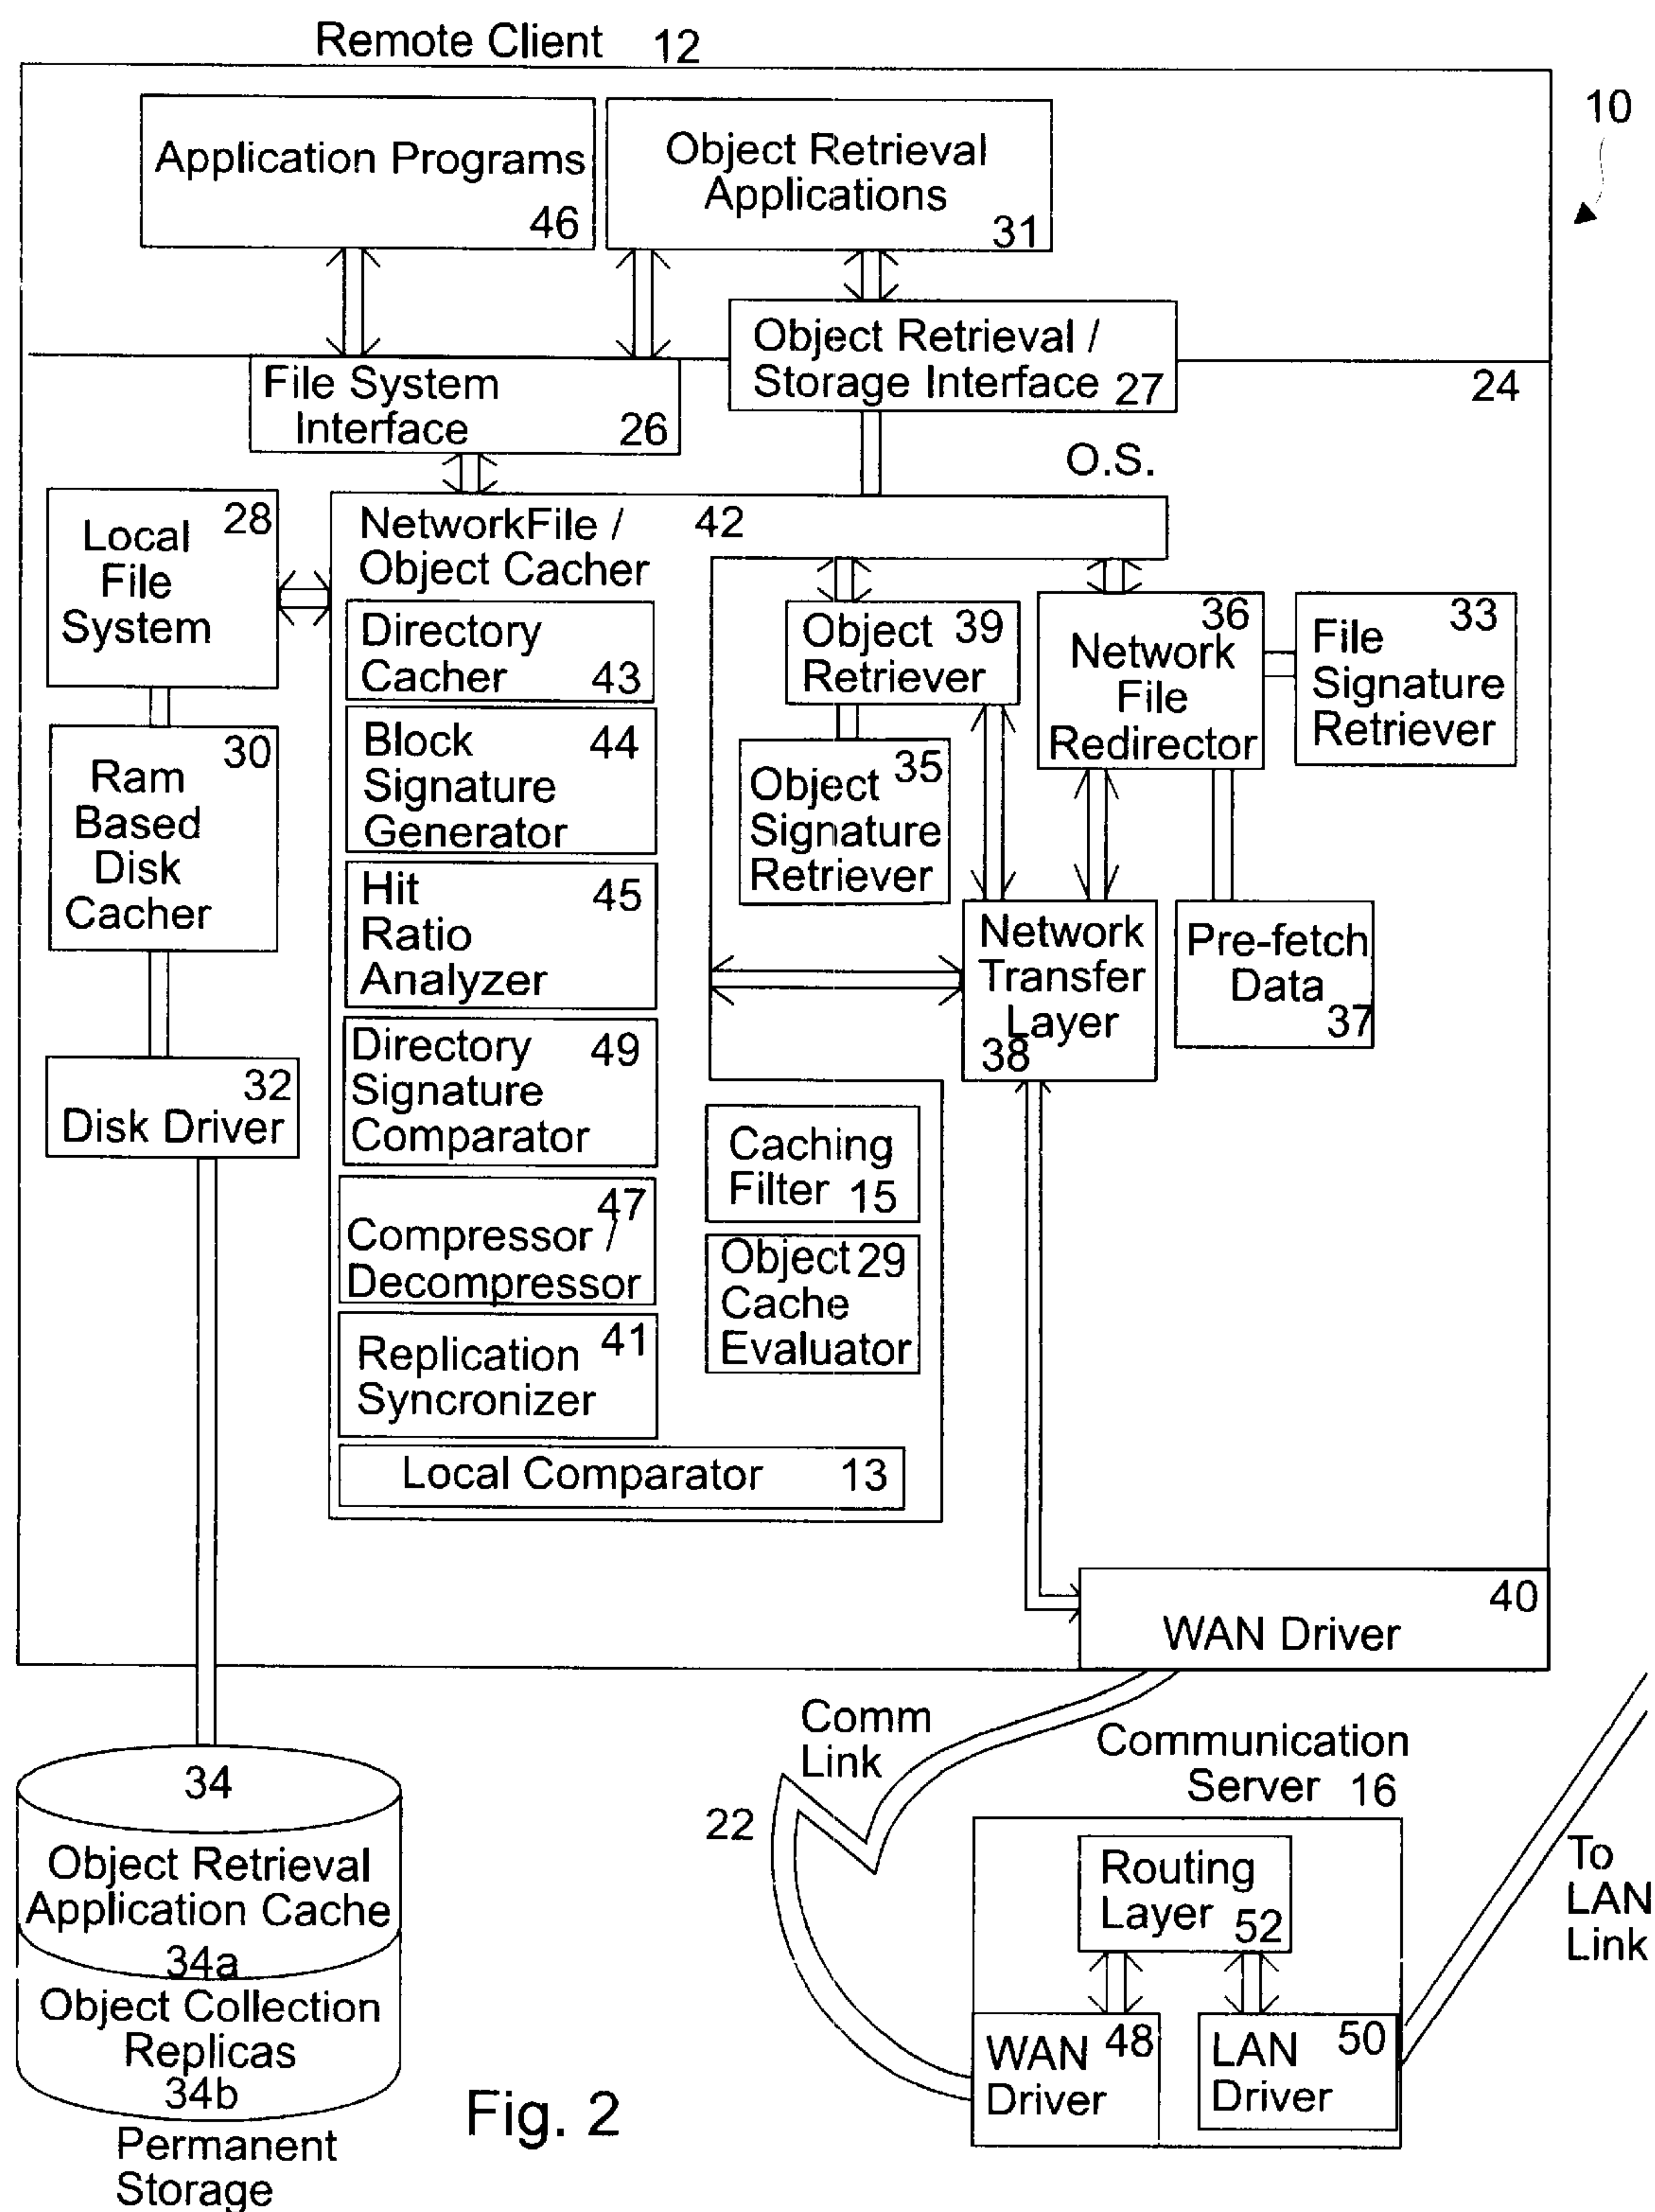 Remote Client 12
10
Application Programs
46
Object Retrieval
Applications
31
Object Retrieval /
Storage Interface 27
24
File System
Interface 26
O.S.
28
Local
File
System
NetworkFile / 42
Object Cacher
Directory
Cacher 43
Block 44
Signature
Generator
Hit 45
Ratio
Analyzer
Directory 49
Signature
Comparator
47
Compressor /
Decompressor
Replication 41
Syncronizer
Local Comparator 13
Caching
Filter 15
Object 29
Cache
Evaluator
Object 39
Retriever
Object 35
Signature
Retriever
36
Network
File
Redirector
33
File
Signature
Retriever
Network
Transfer
Layer
38
Pre-fetch
Data
37
30
Ram
Based
Disk
Cacher
32
Disk Driver
40
WAN Driver
34
Object Retrieval
Application Cache
34a
Object Collection
Replicas
34b
Permanent
Storage
Comm
Link
22
Communication
Server 16
Routing
Layer 52
WAN 48
Driver
LAN 50
Driver
To
LAN
Link
Fig. 2